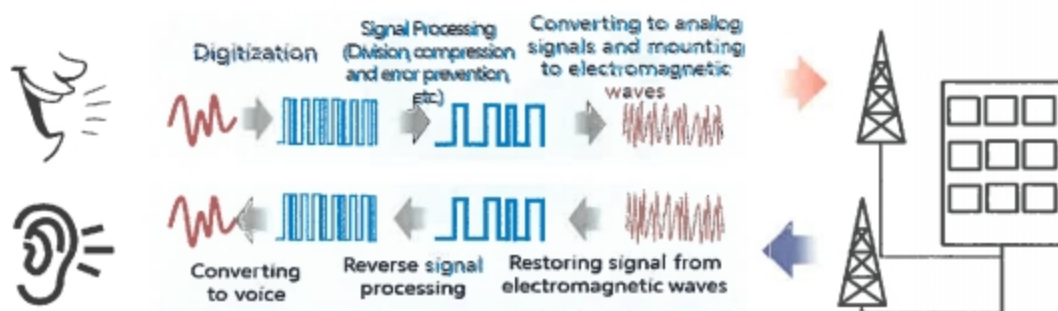 Digitization
Signal Processing
(Division, compression
and error prevention,
etc.)
Converting to analog
signals and mounting
to electromagnetic
waves
Converting
to voice
Reverse signal
processing
Restoring signal from
electromagnetic waves